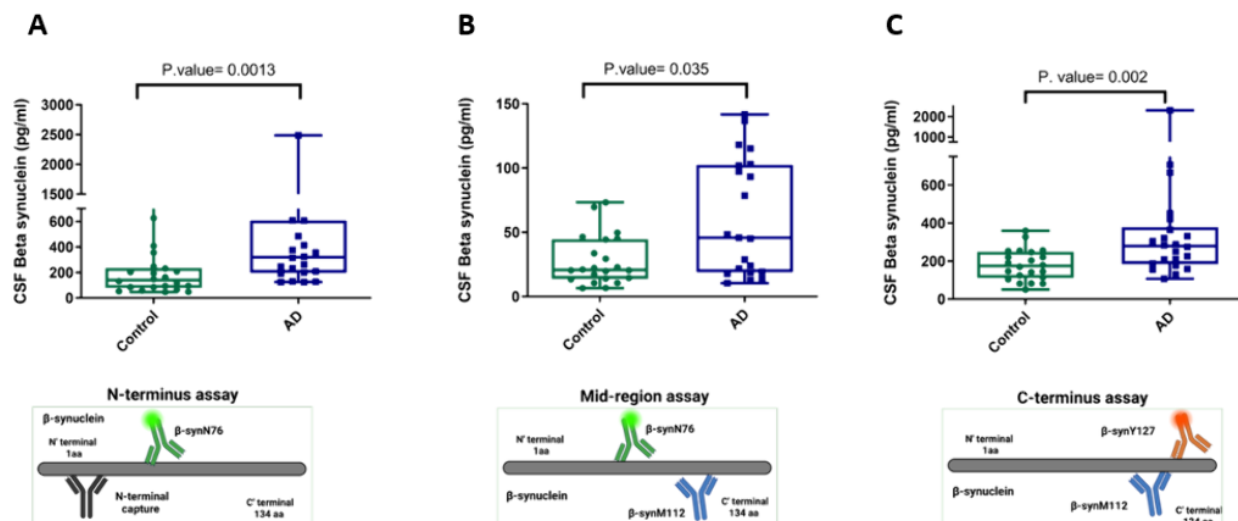 A
P.value= 0.0013
CSF Beta synuclein (pg/ml)
3000
2500
2000
1500
600
400
200
0
Control
AD
N-terminus assay
β-synuclein
β-synN76
N' terminal
1aa
N-terminal
capture
C' terminal
134 aa
B
P.value= 0.035
CSF Beta synuclein (pg/ml)
150
100
50
0
Control
AD
Mid-region assay
β-synN76
N' terminal
1aa
β-synuclein
β-synM112
C' terminal
134 aa
C
P. value= 0.002
CSF Beta synuclein (pg/ml)
2000
1000
600
400
200
0
Control
AD
C-terminus assay
β-synY127
N' terminal
1aa
β-synuclein
β-synM112
C' terminal
134 aa